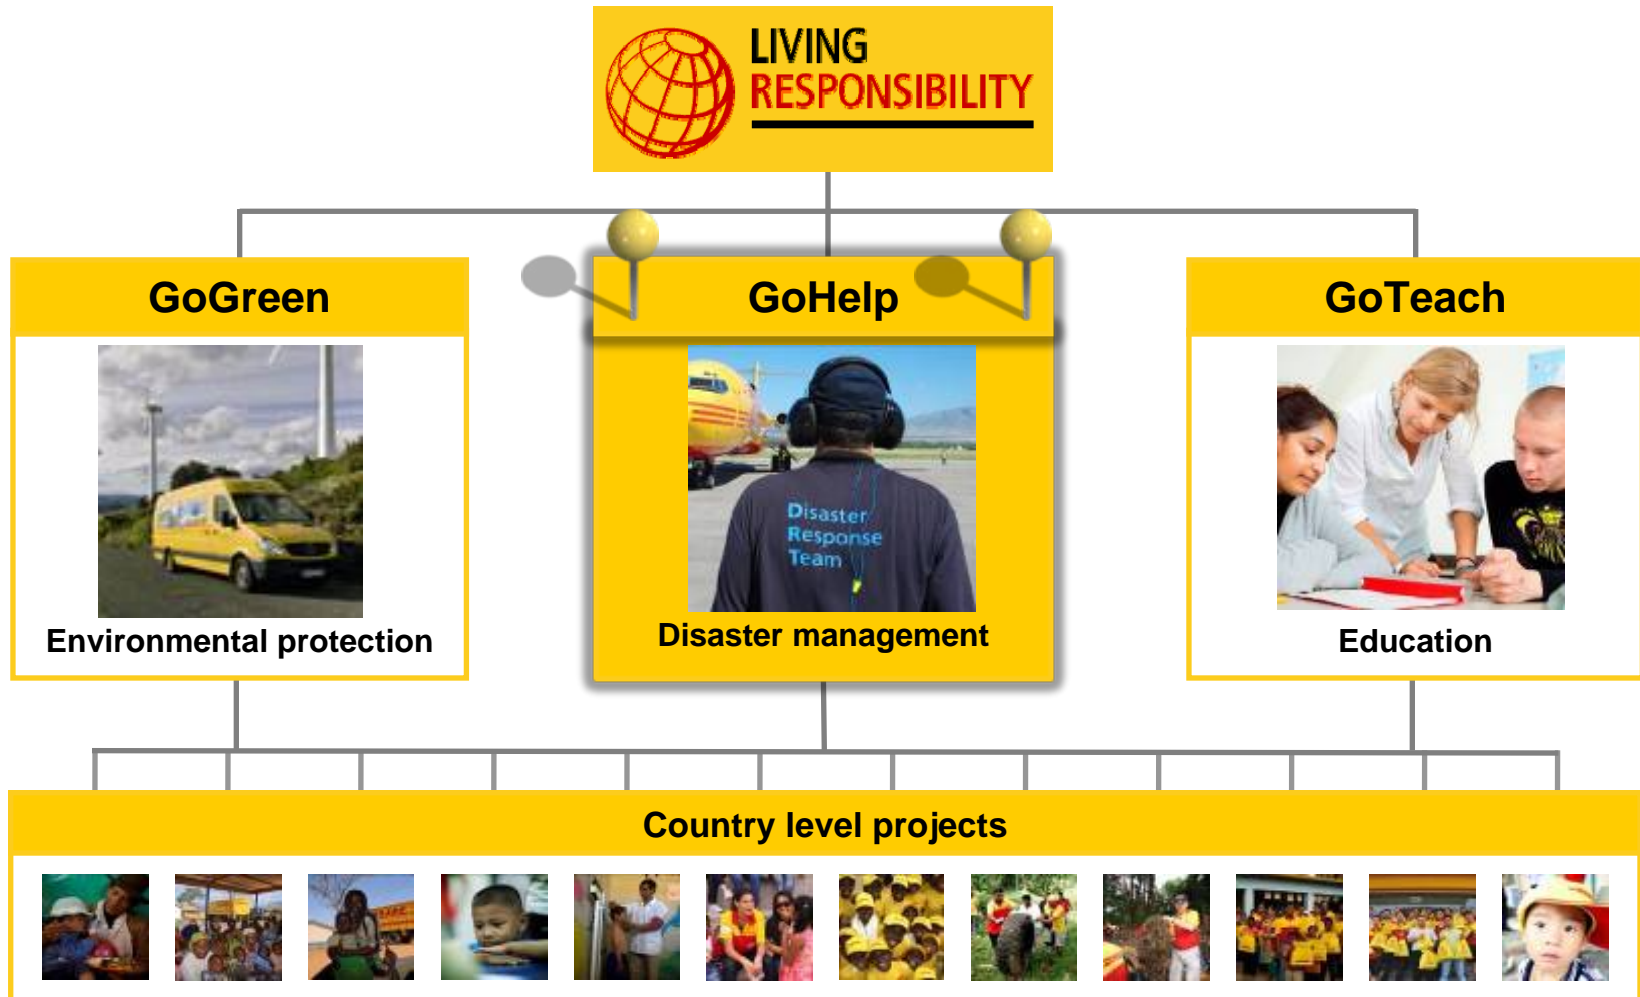 LIVING
RESPONSIBILITY
GoGreen
GoHelp
GoTeach
Disaster
Response
Team
Environmental protection
Disaster management
Education
Country level projects